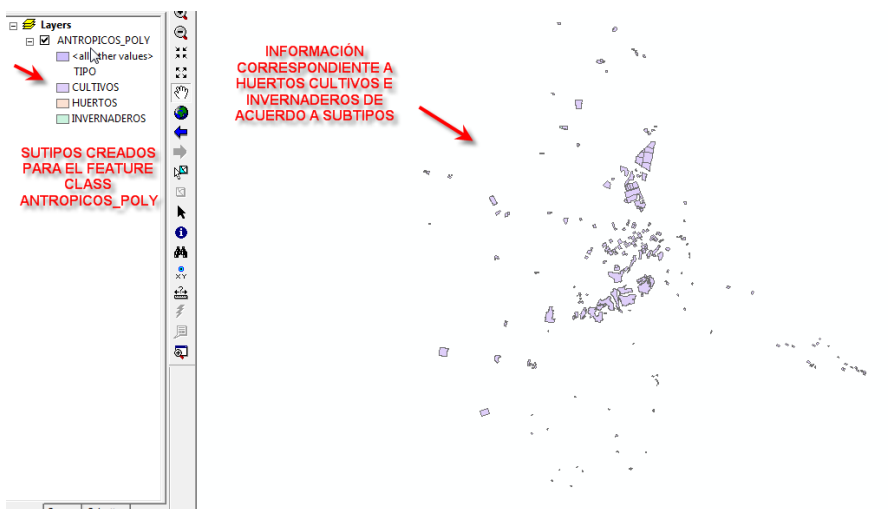 Layers
ANTROPICOS_POLY
<all other values>
TIPO
CULTIVOS
HUERTOS
INVERNADEROS
SUTIPOS CREADOS
PARA EL FEATURE
CLASS
ANTROPICOS_POLY
INFORMACIÓN
CORRESPONDIENTE A
HUERTOS CULTIVOS E
INVERNADEROS DE
ACUERDO A SUBTIPOS
XY